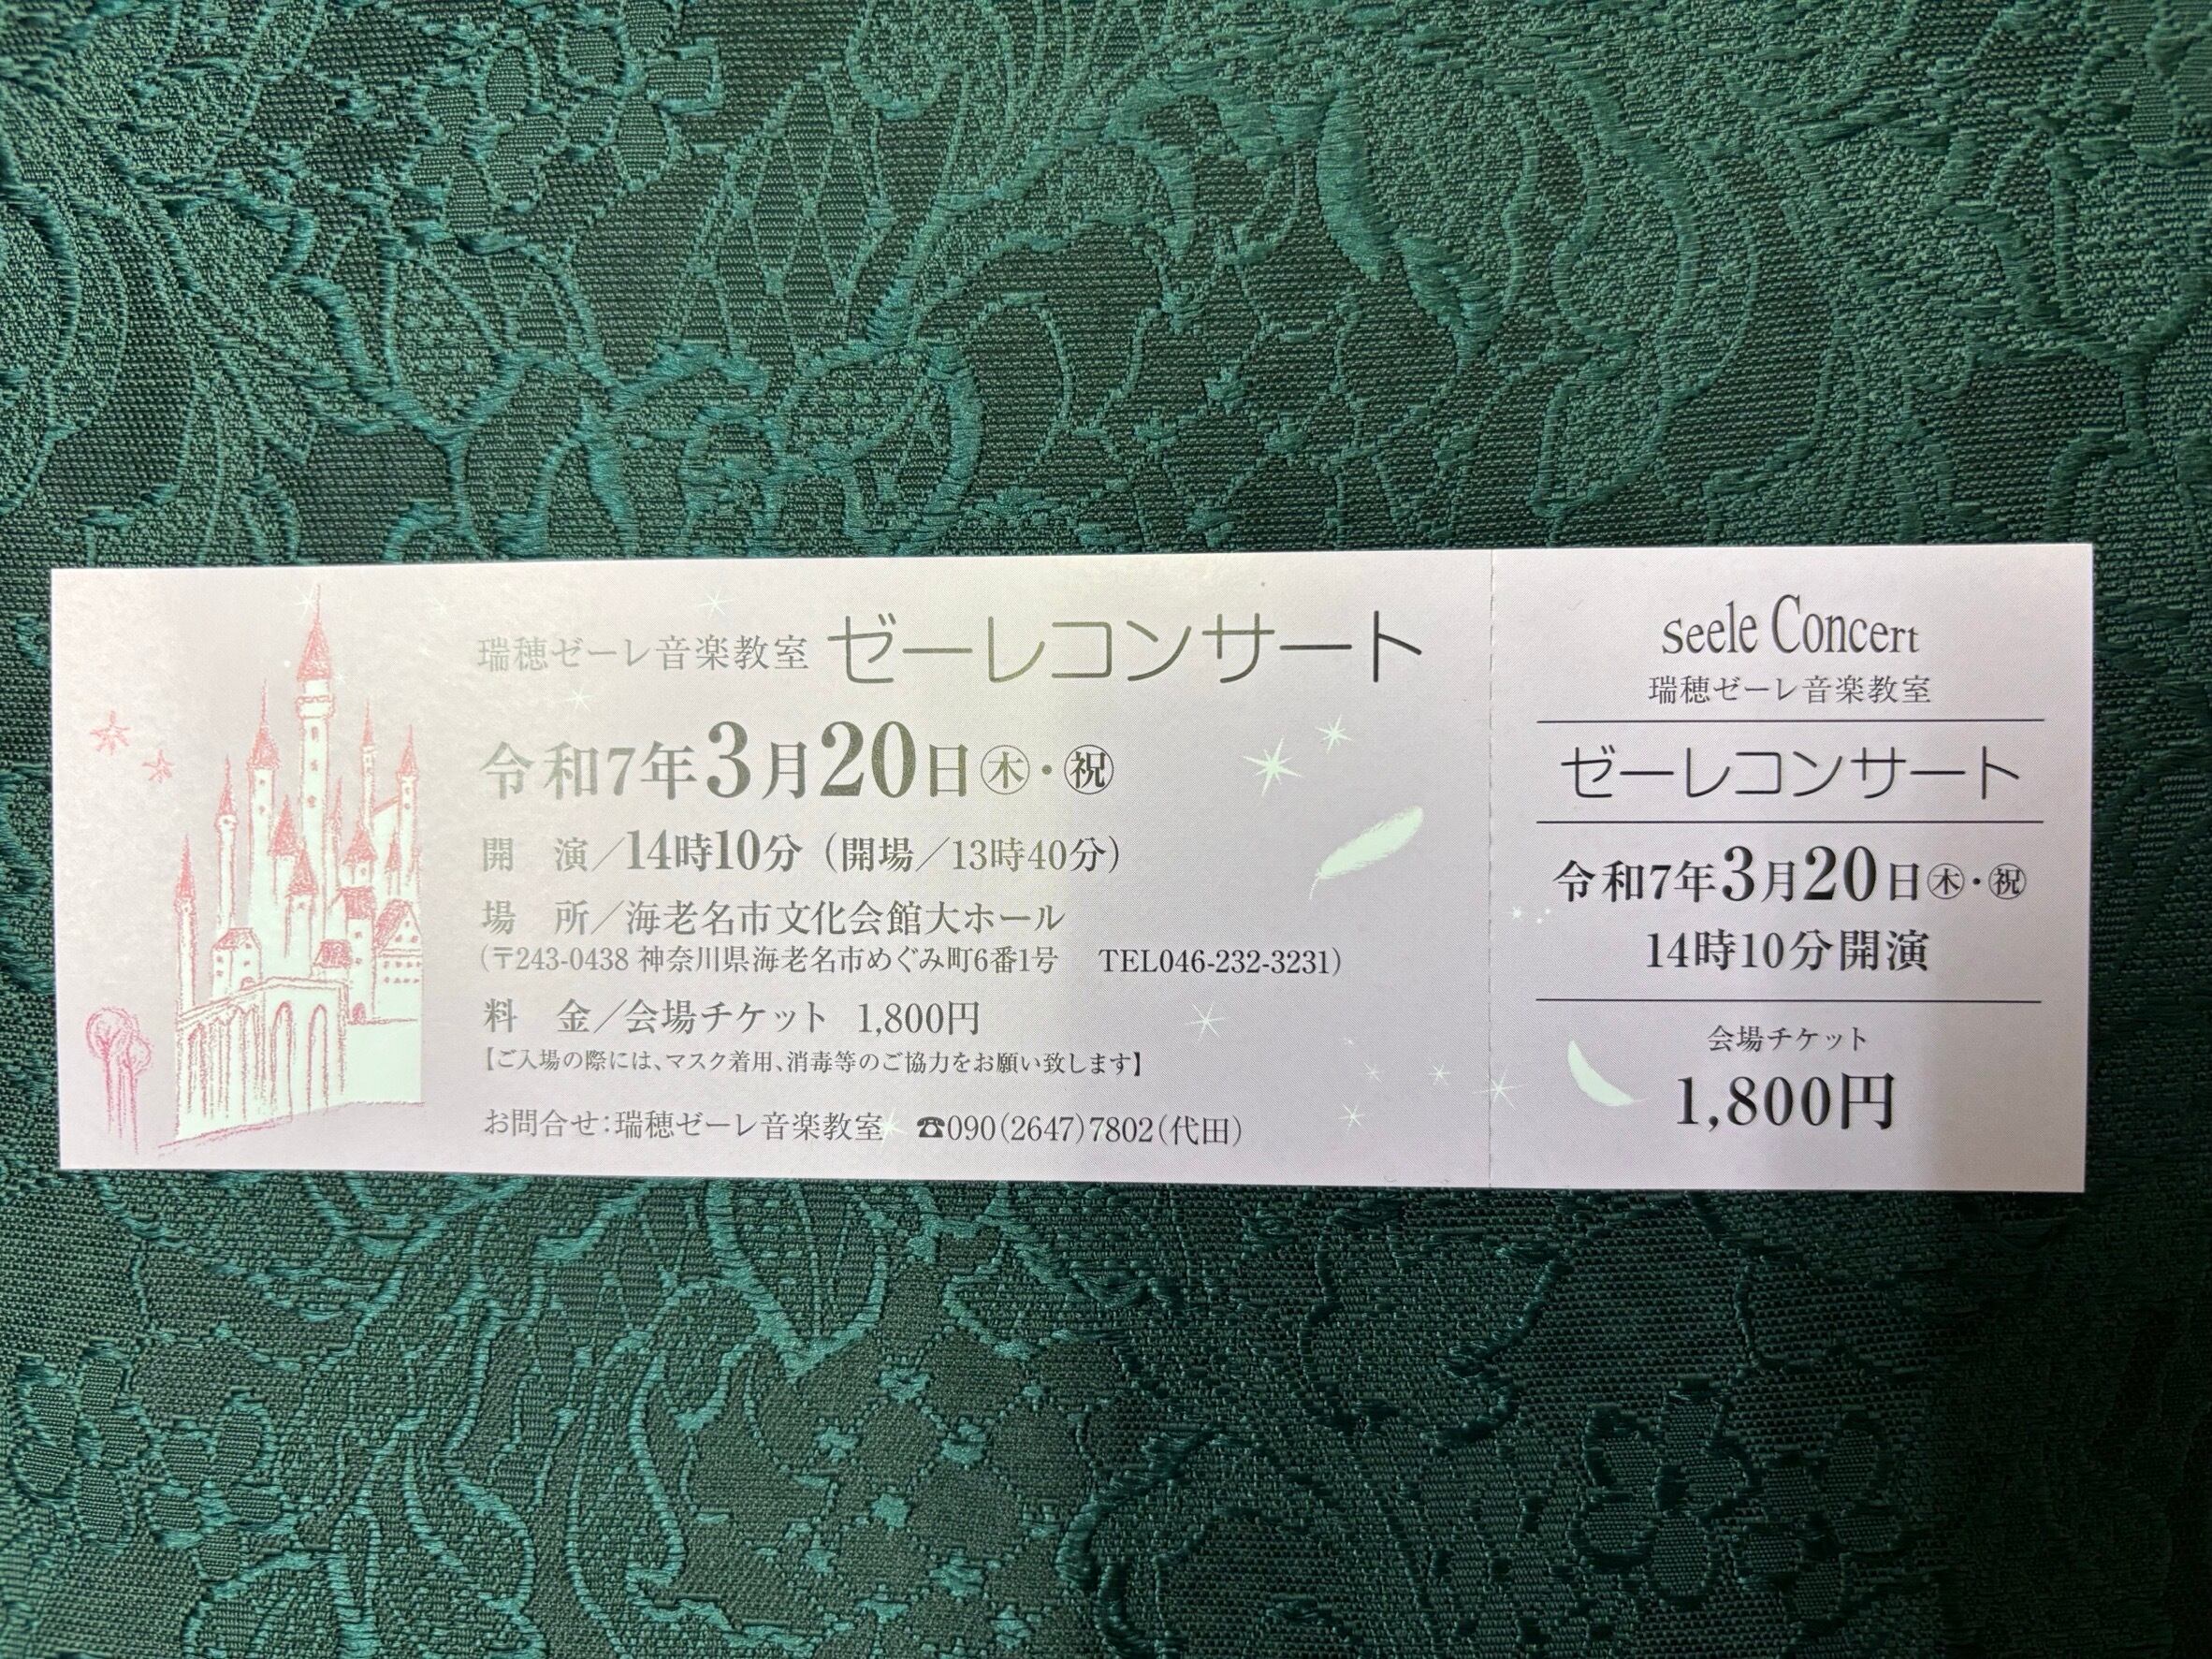 瑞穂ゼーレ音楽教室 ゼーレコンサート
令和7年3月20日㊍・㊗
開　演／14時10分（開場／13時40分）
場　所／海老名市文化会館大ホール
（〒243-0438 神奈川県海老名市めぐみ町6番1号　TEL046-232-3231）
料　金／会場チケット 1,800円
【ご入場の際には、マスク着用、消毒等のご協力をお願い致します】
お問合せ：瑞穂ゼーレ音楽教室　☎090（2647）7802（代田）
seele Concert
瑞穂ゼーレ音楽教室
ゼーレコンサート
令和7年3月20日㊍・㊗
14時10分開演
会場チケット
1,800円